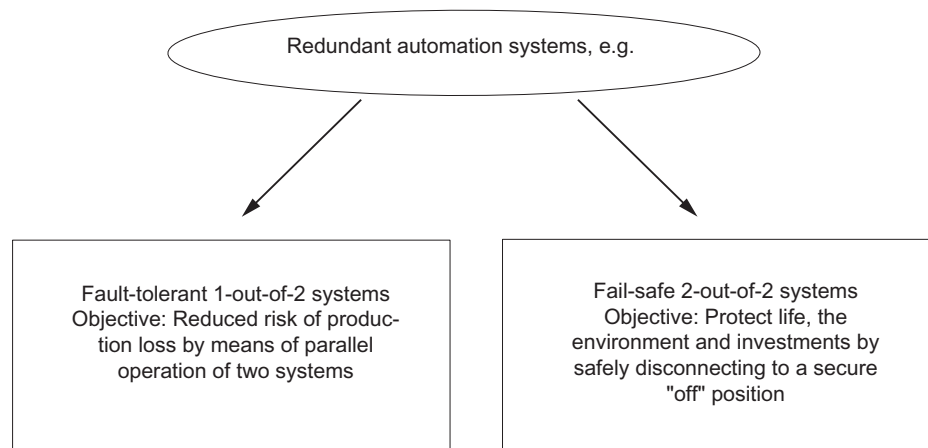 Redundant automation systems, e.g.
Fault-tolerant 1-out-of-2 systems
Objective: Reduced risk of produc-
tion loss by means of parallel
operation of two systems
Fail-safe 2-out-of-2 systems
Objective: Protect life, the
environment and investments by
safely disconnecting to a secure
"off" position